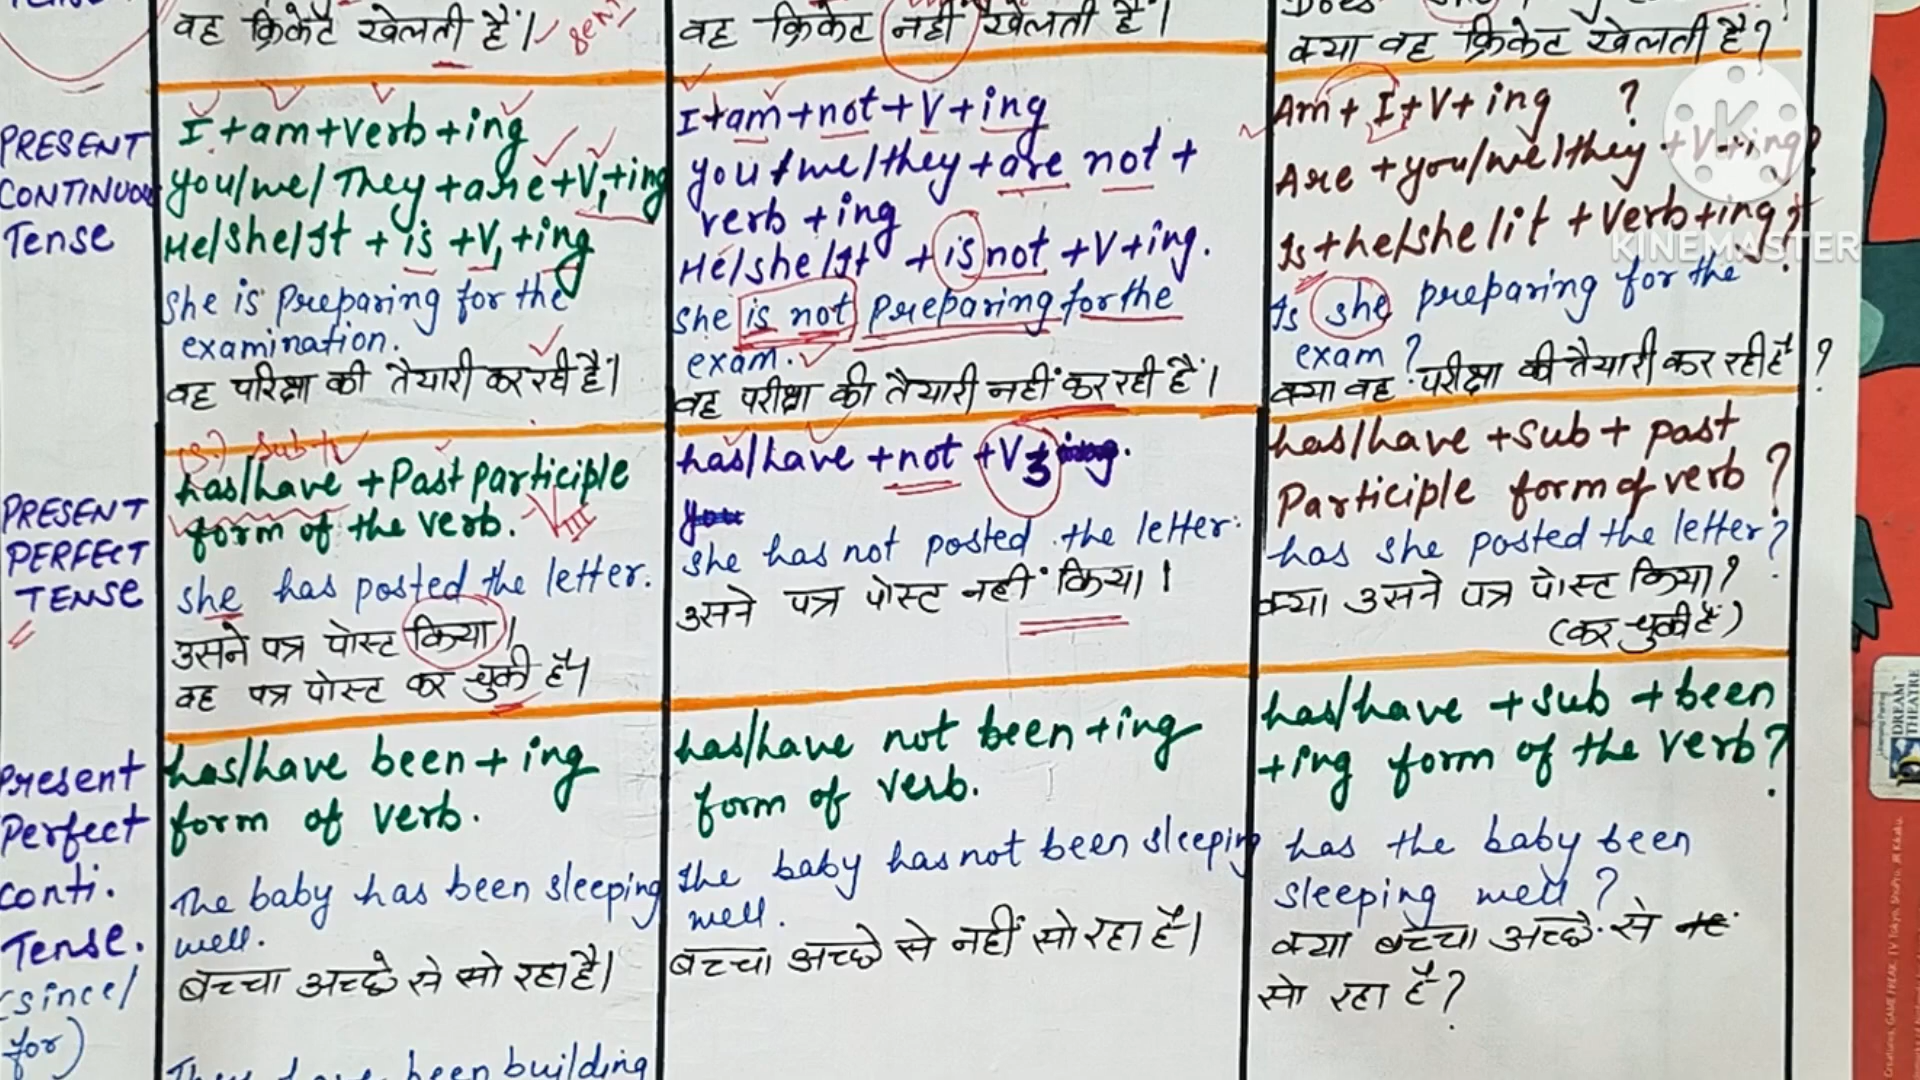 वह क्रिकेट खेलती है।
वह क्रिकेट नहीं खेलती है।
Does
क्या वह क्रिकेट खेलती है?
PRESENT
CONTINUOUS
Tense
I + am + verb + ing
you/we/They + are + V1 + ing
He/She/It + is + V1 + ing
She is preparing for the
examination.
वह परिक्षा की तैयारी कर रही है।
I + am + not + V + ing
you + we/they + are not +
verb + ing
He/she/It + is not + V + ing.
she is not preparing for the
exam.
वह परीक्षा की तैयारी नहीं कर रही है।
Am + I + V + ing ?
Are + you/we/they + V + ing?
Is + he/she/it + Verb + ing?
Is she preparing for the
exam ?
क्या वह परीक्षा की तैयारी कर रही है ?
K
KINEMASTER
PRESENT
PERFECT
TENSE
has/have + Past participle
form of the verb.
VIII
she has posted the letter.
उसने पत्र पोस्ट किया।
वह पत्र पोस्ट कर चुकी है।
has/have + not + V3
She has not posted the letter.
उसने पत्र पोस्ट नहीं किया।
has/have + sub + past
Participle form of verb ?
has she posted the letter?
क्या उसने पत्र पोस्ट किया?
(कर चुकी है)
Present
Perfect
conti.
Tense.
(since/
for)
has/have been + ing
form of verb.
The baby has been sleeping
well.
बच्चा अच्छे से सो रहा है।
They have been building
has/have not been + ing
form of verb.
The baby has not been sleeping
well.
बच्चा अच्छे से नहीं सो रहा है।
has/have + sub + been
+ ing form of the verb?
has the baby been
sleeping well ?
क्या बच्चा अच्छे से
सो रहा है?
DREAM
THEATRE